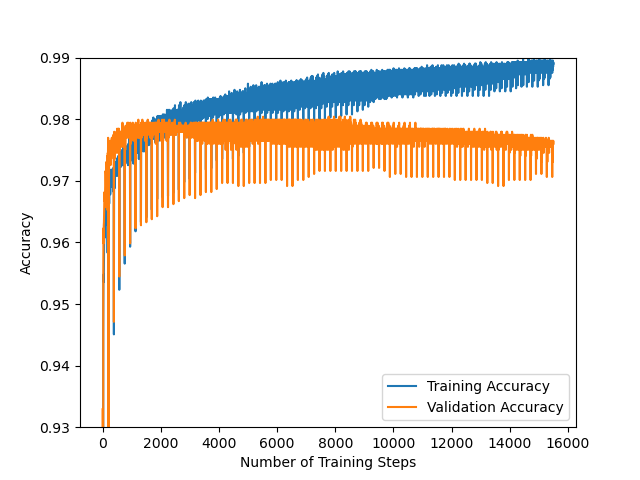 0.99
0.98
0.97
0.96
0.95
0.94
0.93
Accuracy
Training Accuracy
Validation Accuracy
0 2000 4000 6000 8000 10000 12000 14000 16000
Number of Training Steps